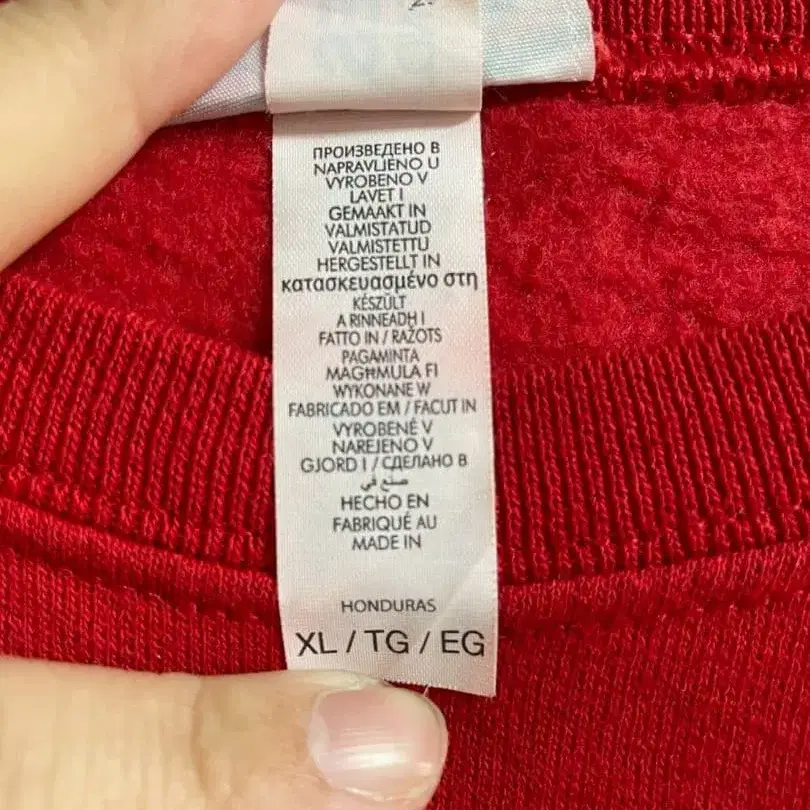 ПРОИЗВЕДЕНО В
NAPRAVLJENO U
VYROBENO V
LAVET I
GEMAAKT IN
VALMISTATUD
VALMISTETTU
HERGESTELLT IN
κατασκευασμένο στη
KÉSZÜLT
A RINNEADH I
FATTO IN / RAŽOTS
PAGAMINTA
MAGĦMULA FI
WYKONANE W
FABRICADO EM / FACUT IN
VYROBENÉ V
NAREJENO V
GJORD I / СДЕЛАНО В
صنع في
HECHO EN
FABRIQUÉ AU
MADE IN
HONDURAS
XL / TG / EG